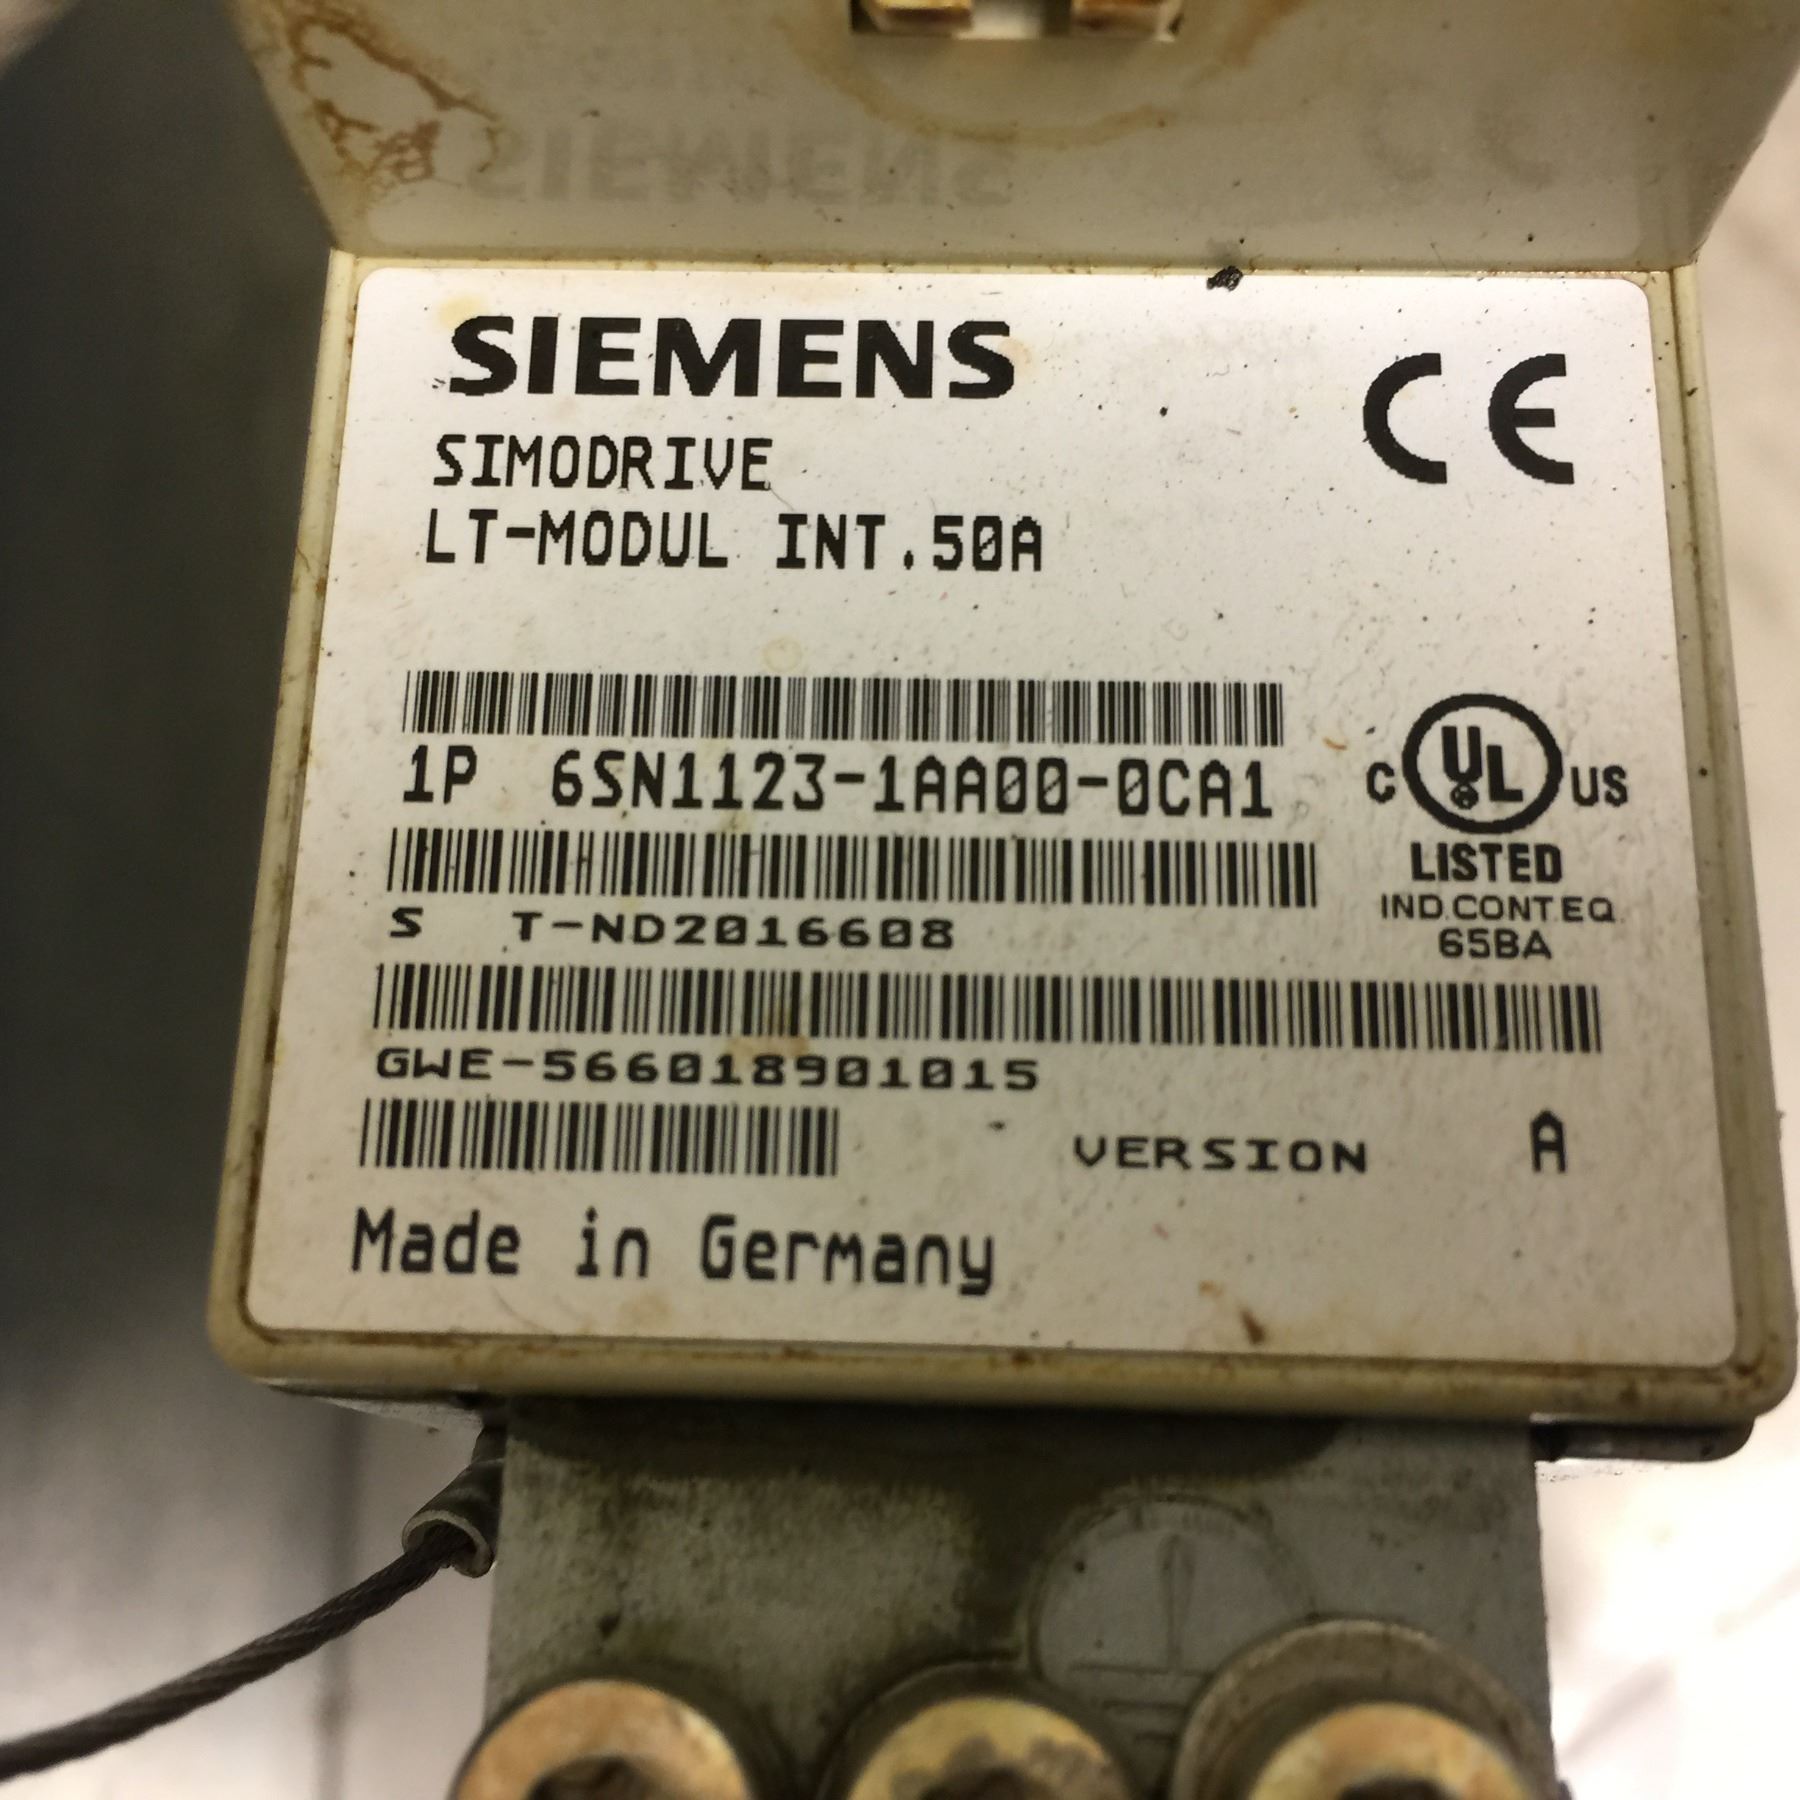 SIEMENS
CE
SIMODRIVE
LT-MODUL INT.50A
1P 6SN1123-1AA00-0CA1
C UL US
LISTED
IND.CONT.EQ.
65BA
S T-ND2016608
GWE-566018901015
VERSION A
Made in Germany